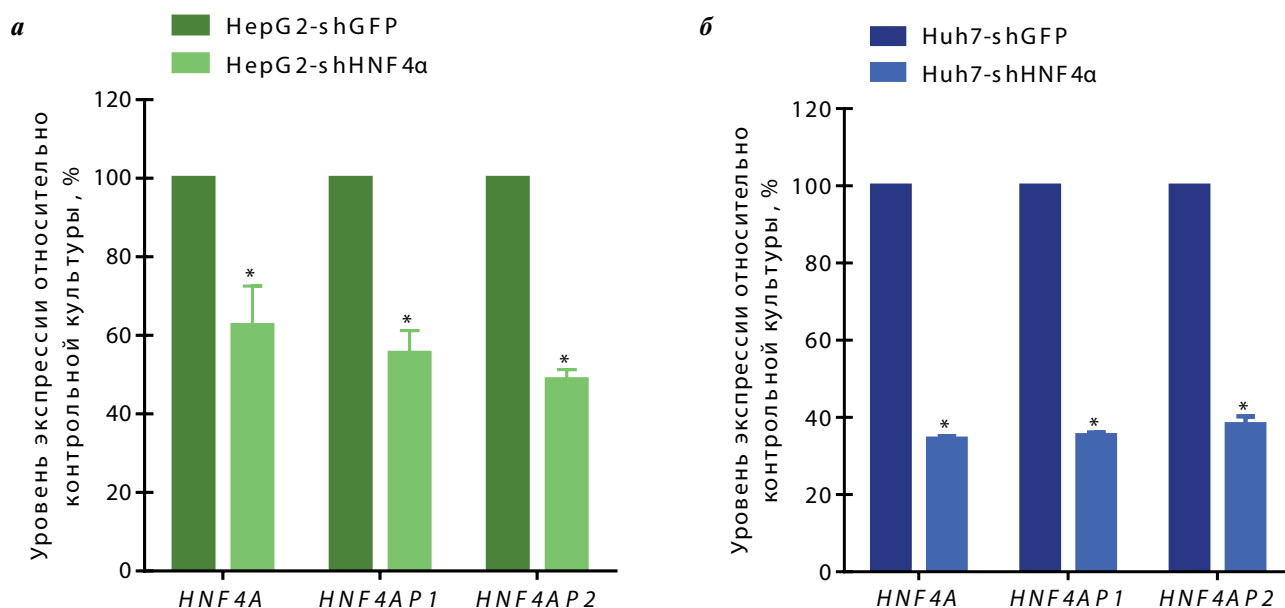 а
HepG2-shGFP
HepG2-shHNF4α
Уровень экспрессии относительно
контрольной культуры, %
120
100
80
60
40
20
0
*
*
*
HNF4A
HNF4AP1
HNF4AP2
б
Huh7-shGFP
Huh7-shHNF4α
Уровень экспрессии относительно
контрольной культуры, %
120
100
80
60
40
20
0
*
*
*
HNF4A
HNF4AP1
HNF4AP2